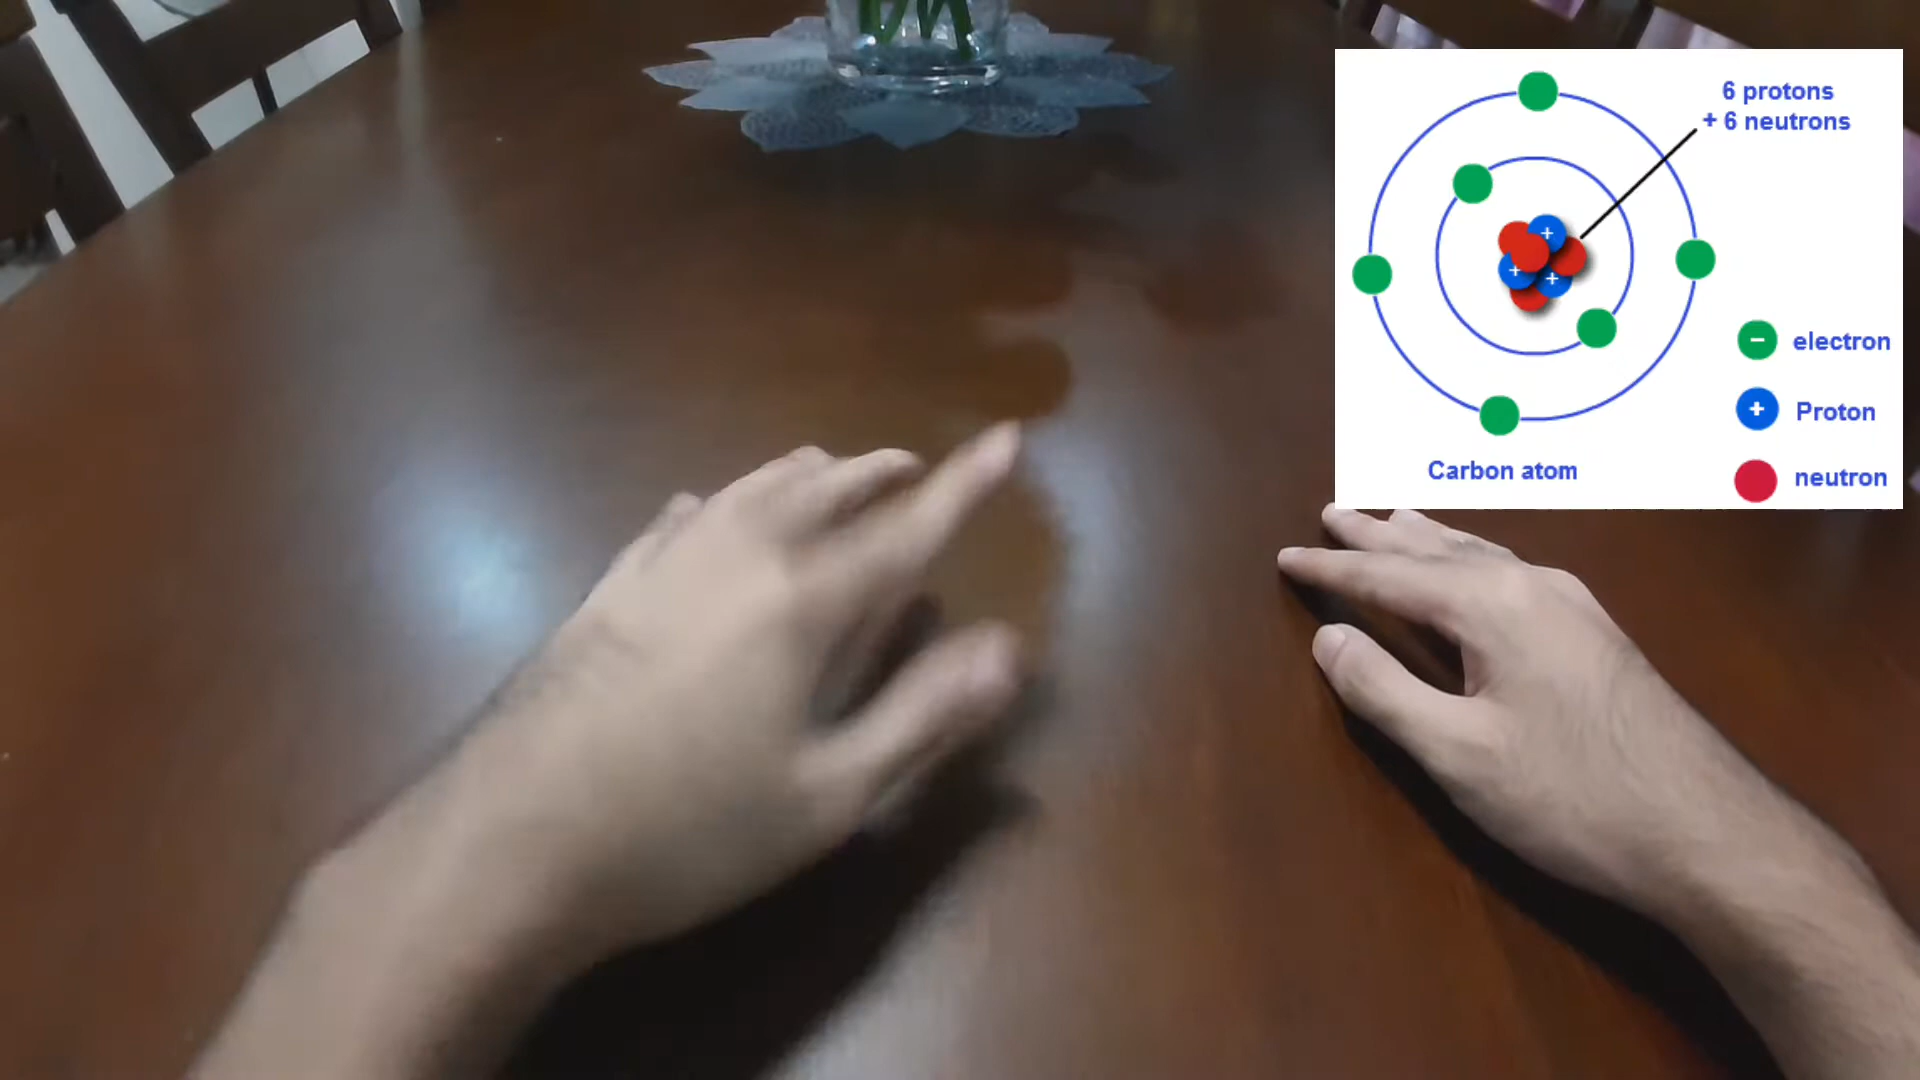 6 protons
+ 6 neutrons
+
+
+
− electron
+ Proton
Carbon atom
neutron